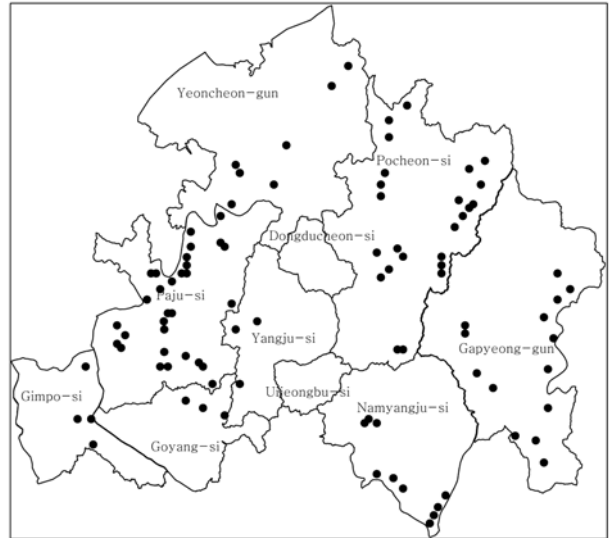 Yeoncheon-gun
Pocheon-si
Dongducheon-si
Paju-si
Yangju-si
Gapyeong-gun
Uijeongbu-si
Gimpo-si
Namyangju-si
Goyang-si